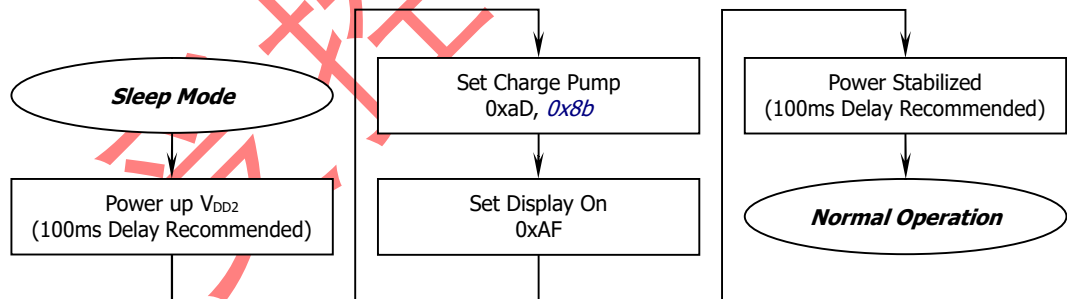 Sleep Mode
Power up VDD2
(100ms Delay Recommended)
Set Charge Pump
0xaD, 0x8b
Set Display On
0xAF
Power Stabilized
(100ms Delay Recommended)
Normal Operation